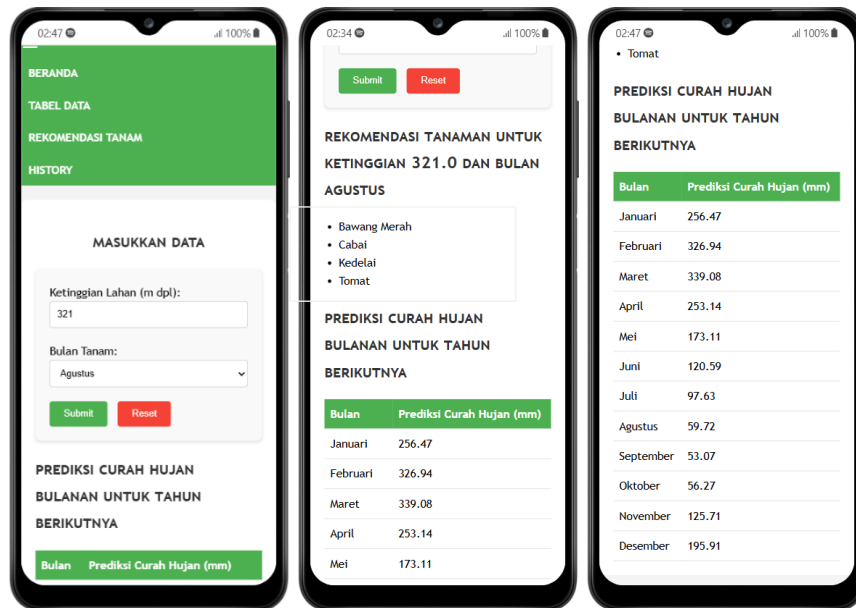 02:47
100%
BERANDA
TABEL DATA
REKOMENDASI TANAM
HISTORY
MASUKKAN DATA
Ketinggian Lahan (m dpl):
321
Bulan Tanam:
Agustus
Submit Reset
PREDIKSI CURAH HUJAN
BULANAN UNTUK TAHUN
BERIKUTNYA
Bulan Prediksi Curah Hujan (mm)
02:34
100%
Submit Reset
REKOMENDASI TANAMAN UNTUK
KETINGGIAN 321.0 DAN BULAN
AGUSTUS
• Bawang Merah
• Cabai
• Kedelai
• Tomat
PREDIKSI CURAH HUJAN
BULANAN UNTUK TAHUN
BERIKUTNYA
Bulan Prediksi Curah Hujan (mm)
Januari 256.47
Februari 326.94
Maret 339.08
April 253.14
Mei 173.11
02:47
100%
• Tomat
PREDIKSI CURAH HUJAN
BULANAN UNTUK TAHUN
BERIKUTNYA
Bulan Prediksi Curah Hujan (mm)
Januari 256.47
Februari 326.94
Maret 339.08
April 253.14
Mei 173.11
Juni 120.59
Juli 97.63
Agustus 59.72
September 53.07
Oktober 56.27
November 125.71
Desember 195.91